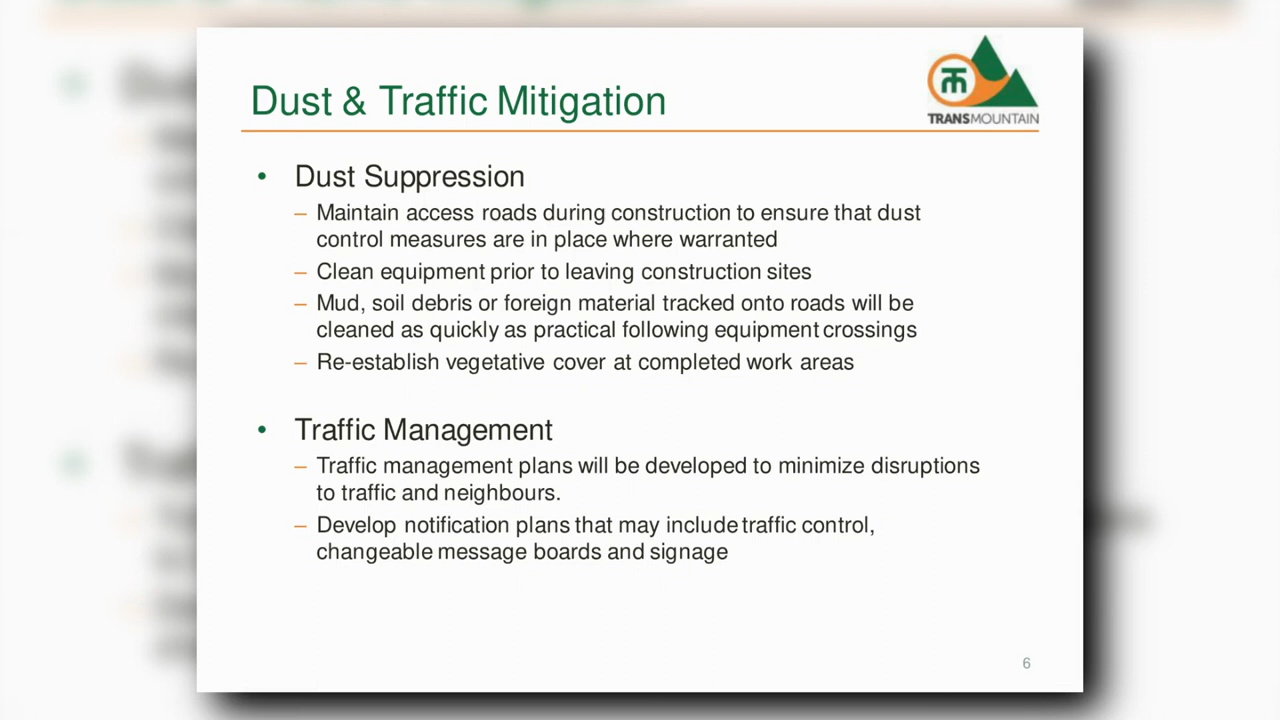 Dust & Traffic Mitigation
TRANSMOUNTAIN
• Dust Suppression
– Maintain access roads during construction to ensure that dust
control measures are in place where warranted
– Clean equipment prior to leaving construction sites
– Mud, soil debris or foreign material tracked onto roads will be
cleaned as quickly as practical following equipment crossings
– Re-establish vegetative cover at completed work areas
• Traffic Management
– Traffic management plans will be developed to minimize disruptions
to traffic and neighbours.
– Develop notification plans that may include traffic control,
changeable message boards and signage
6